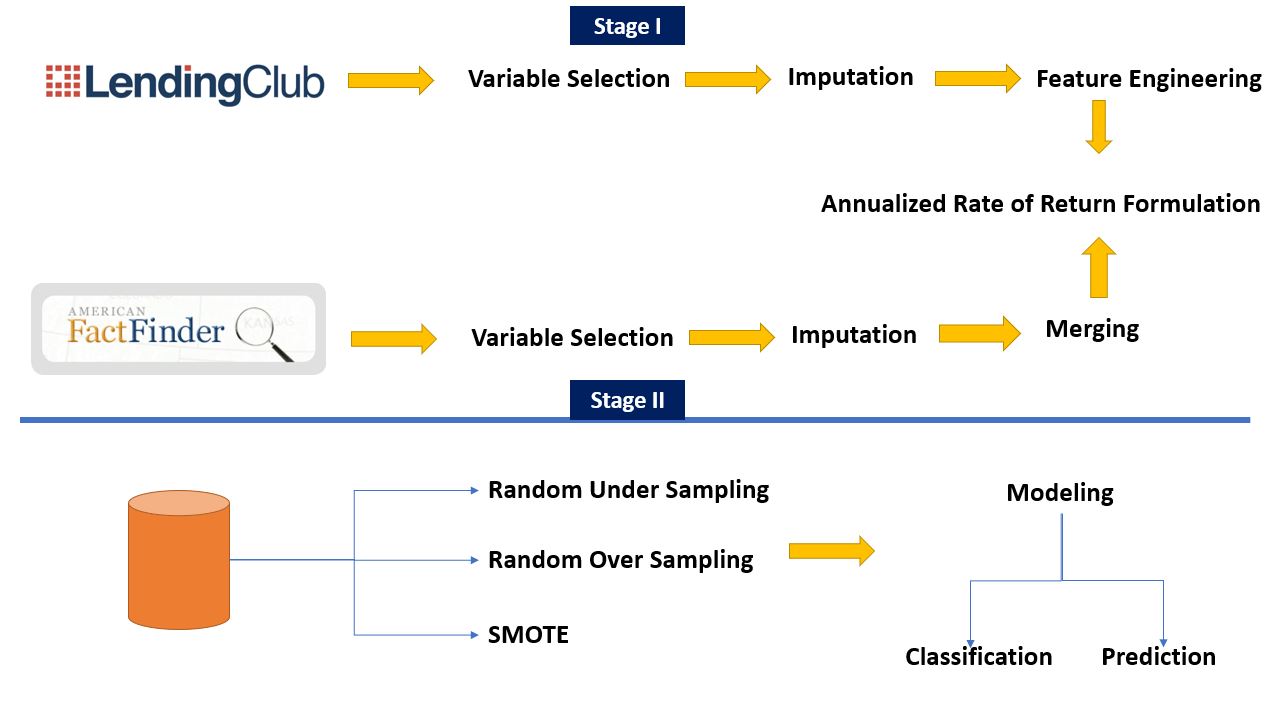 Stage I
LendingClub
Variable Selection
Imputation
Feature Engineering
Annualized Rate of Return Formulation
AMERICAN
FactFinder
KANSAS
Variable Selection
Imputation
Merging
Stage II
Random Under Sampling
Random Over Sampling
SMOTE
Modeling
Classification
Prediction